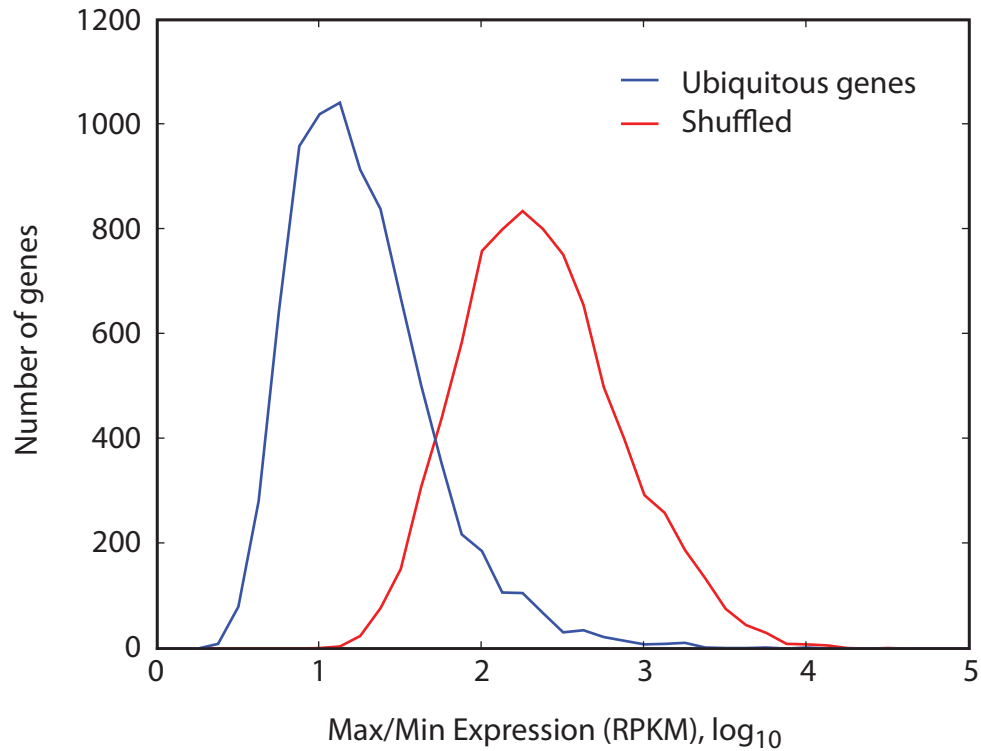 1200
1000
800
600
400
200
0
Number of genes
Ubiquitous genes
Shuffled
0 1 2 3 4 5
Max/Min Expression (RPKM), log₁₀